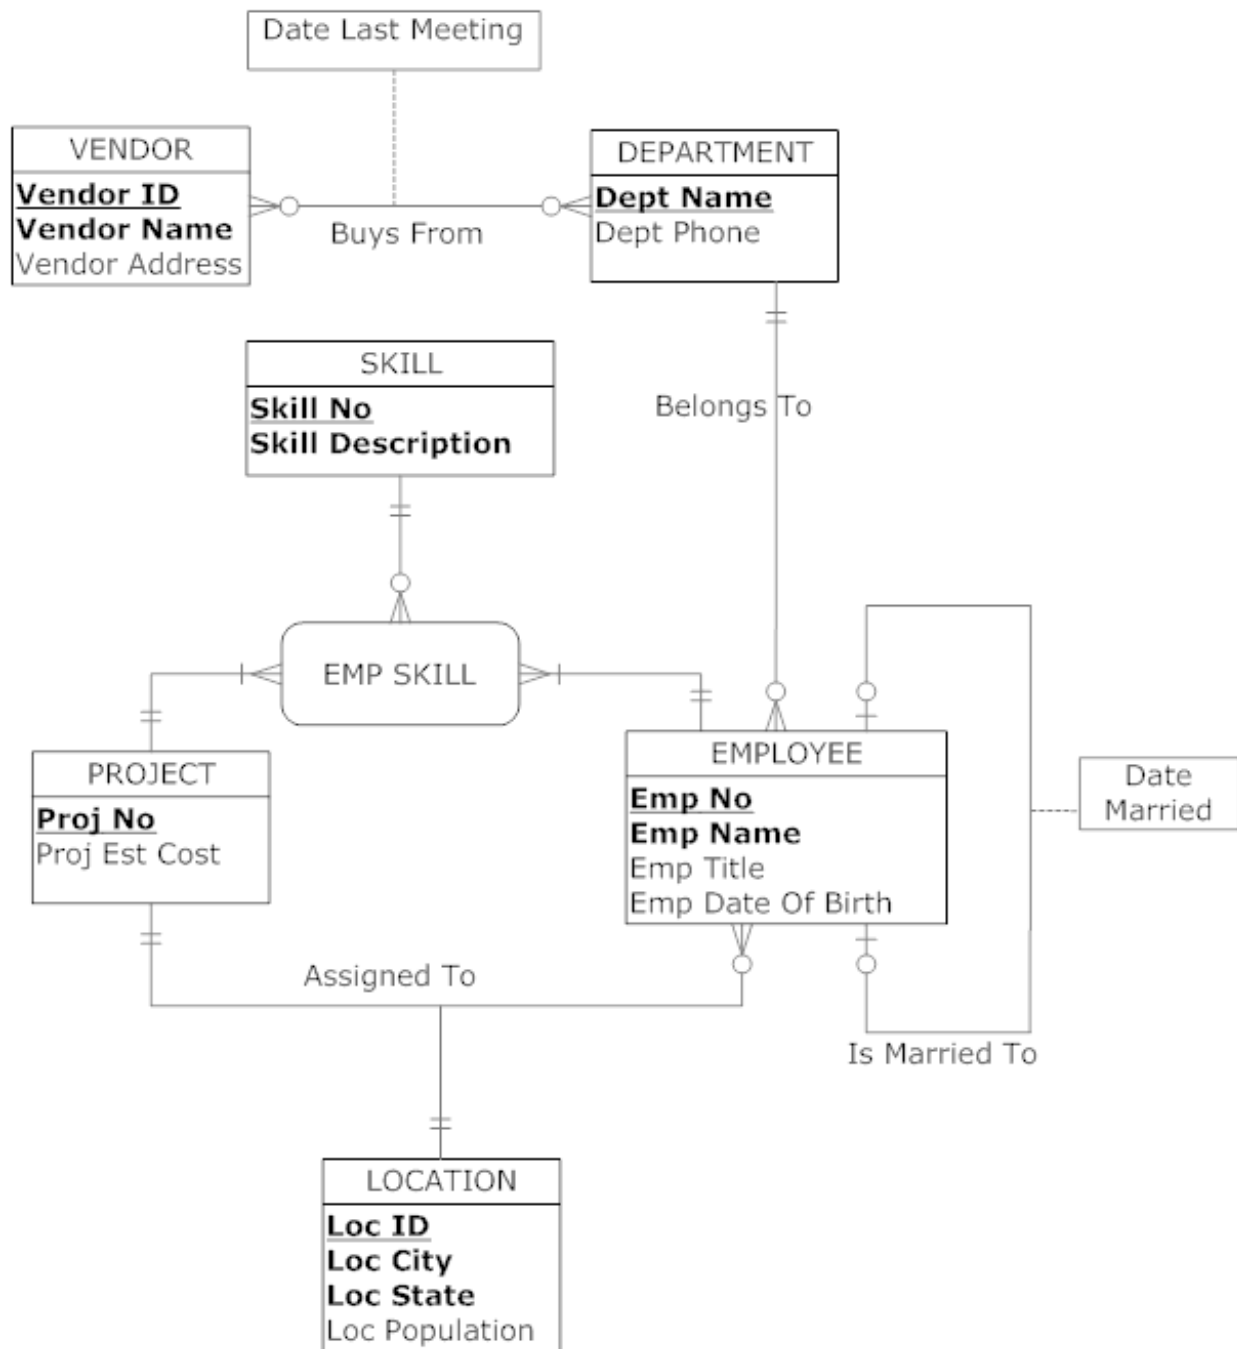 Date Last Meeting
VENDOR
Vendor ID
Vendor Name
Vendor Address
Buys From
DEPARTMENT
Dept Name
Dept Phone
SKILL
Skill No
Skill Description
Belongs To
EMP SKILL
PROJECT
Proj No
Proj Est Cost
EMPLOYEE
Emp No
Emp Name
Emp Title
Emp Date Of Birth
Date
Married
Assigned To
Is Married To
LOCATION
Loc ID
Loc City
Loc State
Loc Population